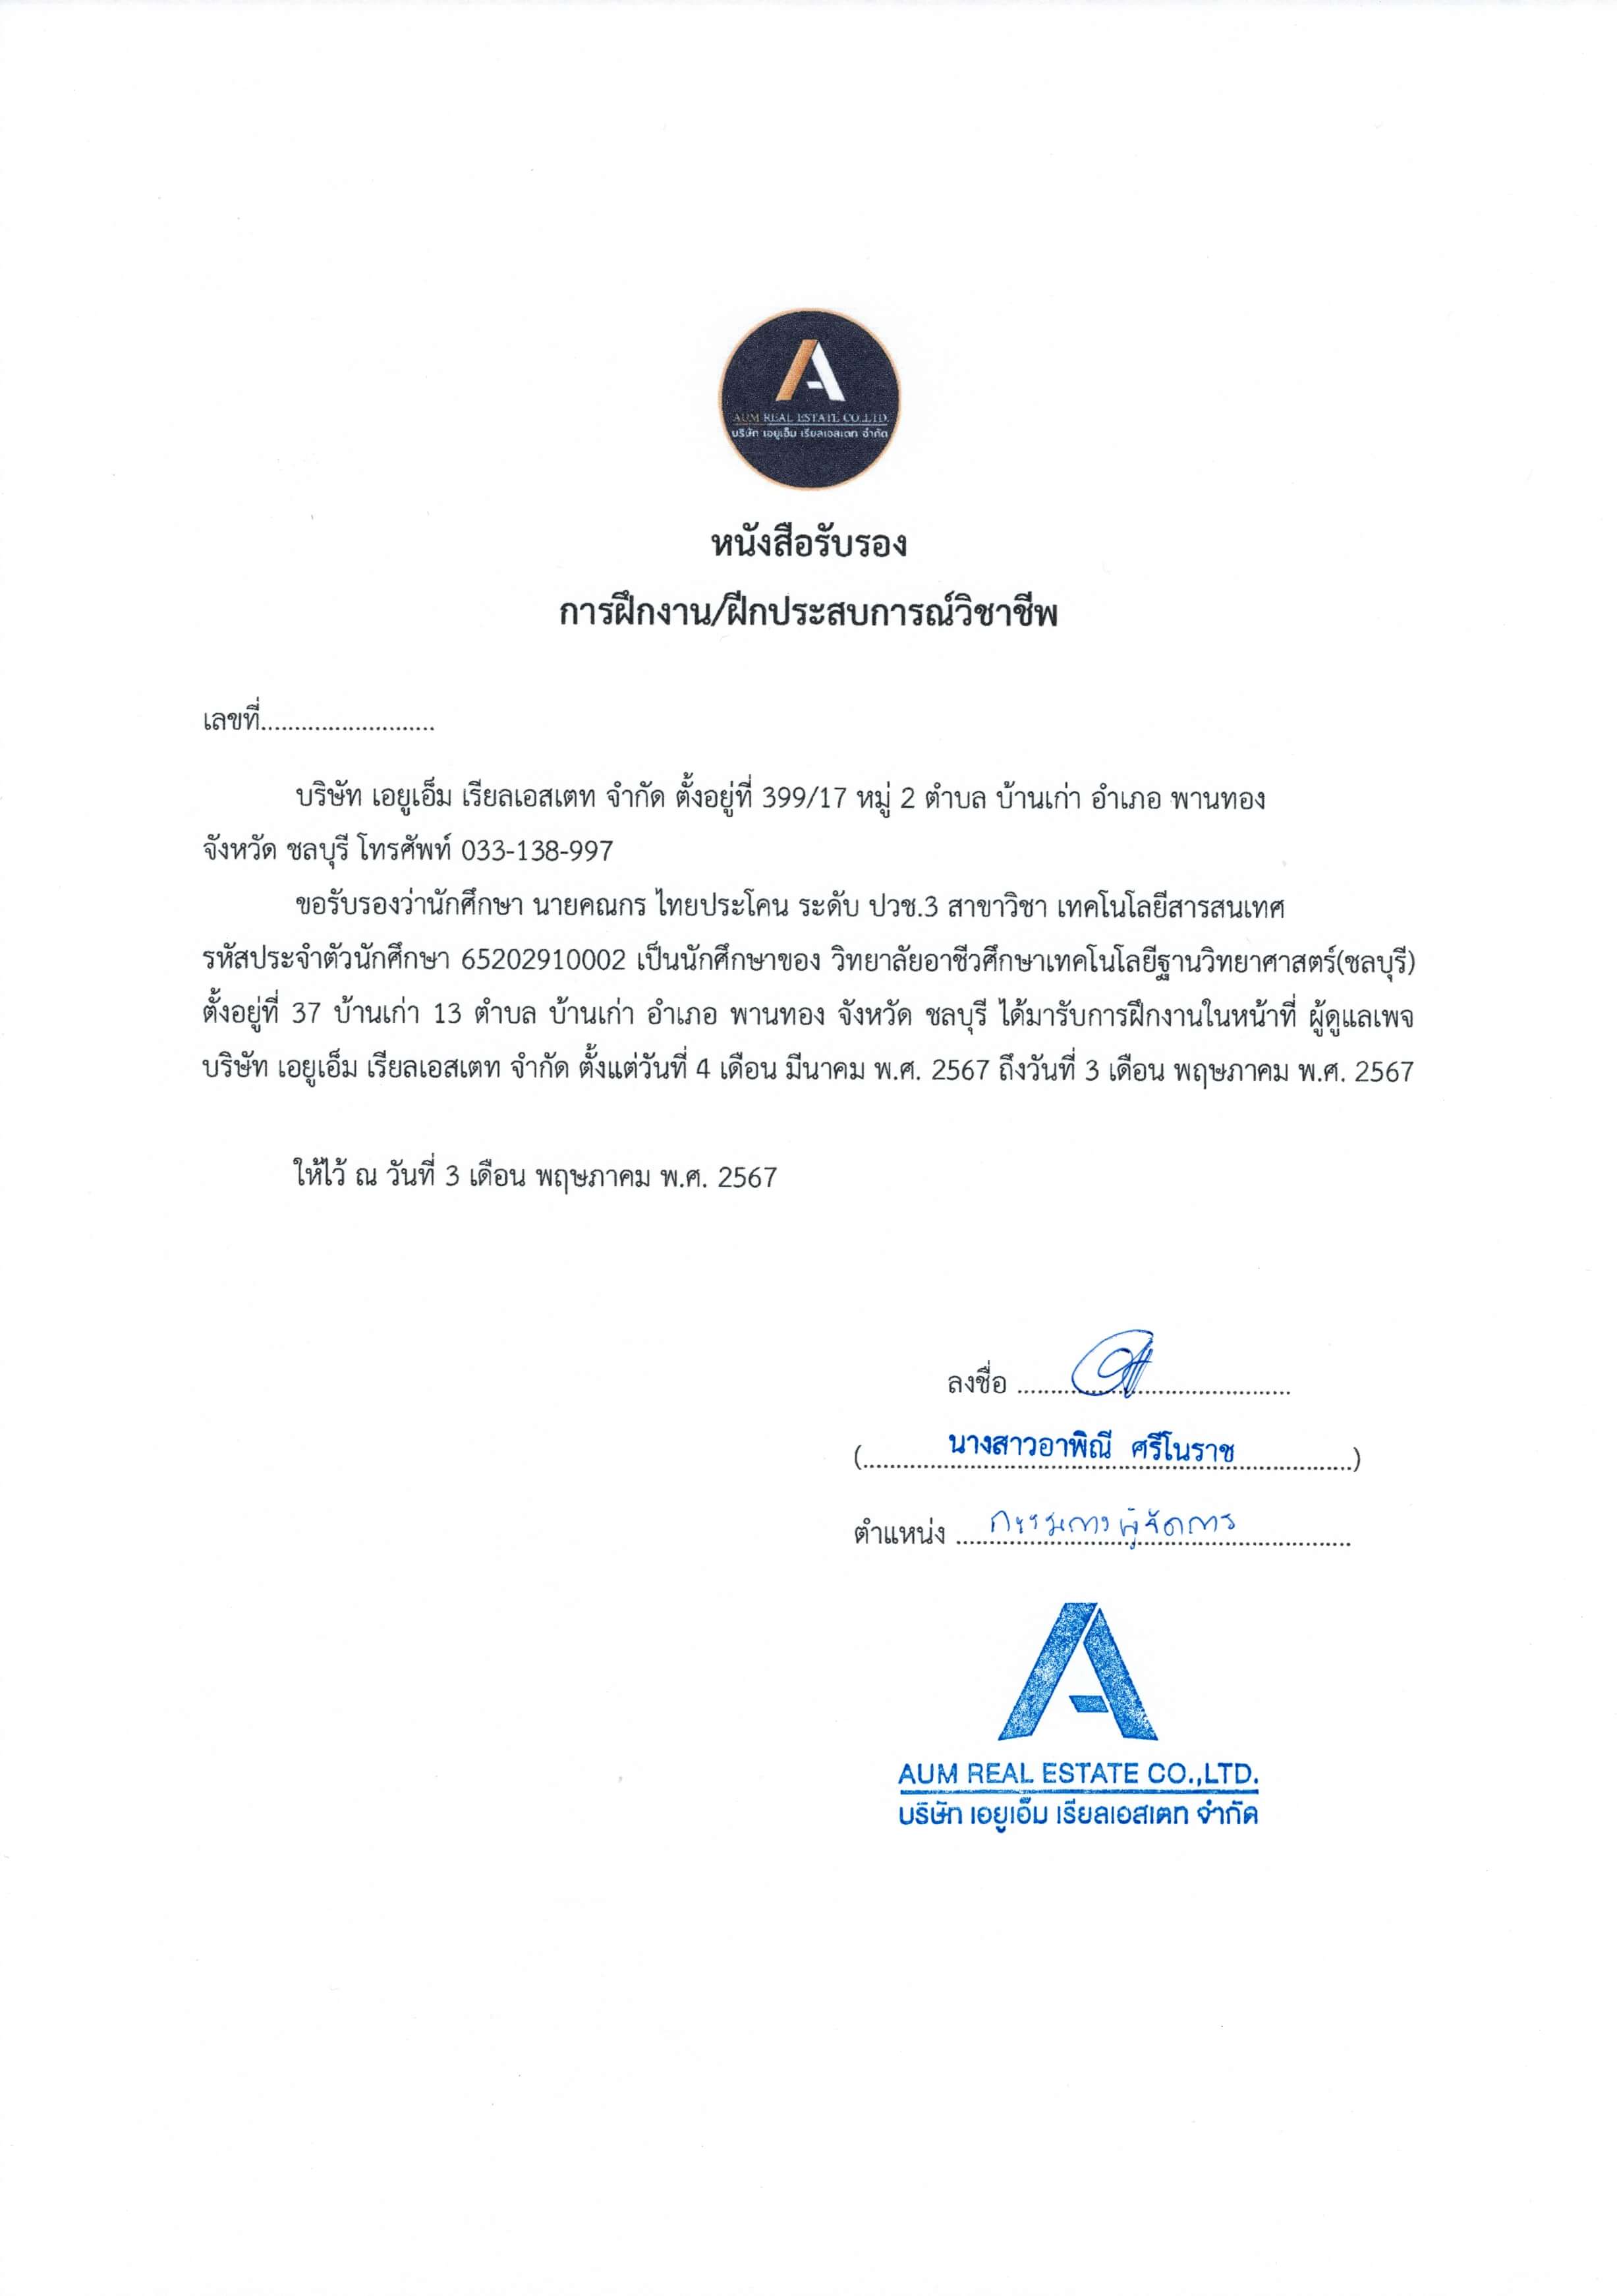 A
AUM REAL ESTATE CO.,LTD.
บริษัท เอยูเอ็ม เรียลเอสเตท จำกัด
หนังสือรับรอง
การฝึกงาน/ฝึกประสบการณ์วิชาชีพ
เลขที่..........................
บริษัท เอยูเอ็ม เรียลเอสเตท จำกัด ตั้งอยู่ที่ 399/17 หมู่ 2 ตำบล บ้านเก่า อำเภอ พานทอง
จังหวัด ชลบุรี โทรศัพท์ 033-138-997
ขอรับรองว่านักศึกษา นายคณกร ไทยประโคน ระดับ ปวช.3 สาขาวิชา เทคโนโลยีสารสนเทศ
รหัสประจำตัวนักศึกษา 65202910002 เป็นนักศึกษาของ วิทยาลัยอาชีวศึกษาเทคโนโลยีฐานวิทยาศาสตร์(ชลบุรี)
ตั้งอยู่ที่ 37 บ้านเก่า 13 ตำบล บ้านเก่า อำเภอ พานทอง จังหวัด ชลบุรี ได้มารับการฝึกงานในหน้าที่ ผู้ดูแลเพจ
บริษัท เอยูเอ็ม เรียลเอสเตท จำกัด ตั้งแต่วันที่ 4 เดือน มีนาคม พ.ศ. 2567 ถึงวันที่ 3 เดือน พฤษภาคม พ.ศ. 2567
ให้ไว้ ณ วันที่ 3 เดือน พฤษภาคม พ.ศ. 2567
ลงชื่อ ........................................
(นางสาวอาพิณี ศรีโนราช)
ตำแหน่ง กรรมการผู้จัดการ
A
AUM REAL ESTATE CO.,LTD.
บริษัท เอยูเอ็ม เรียลเอสเตท จำกัด